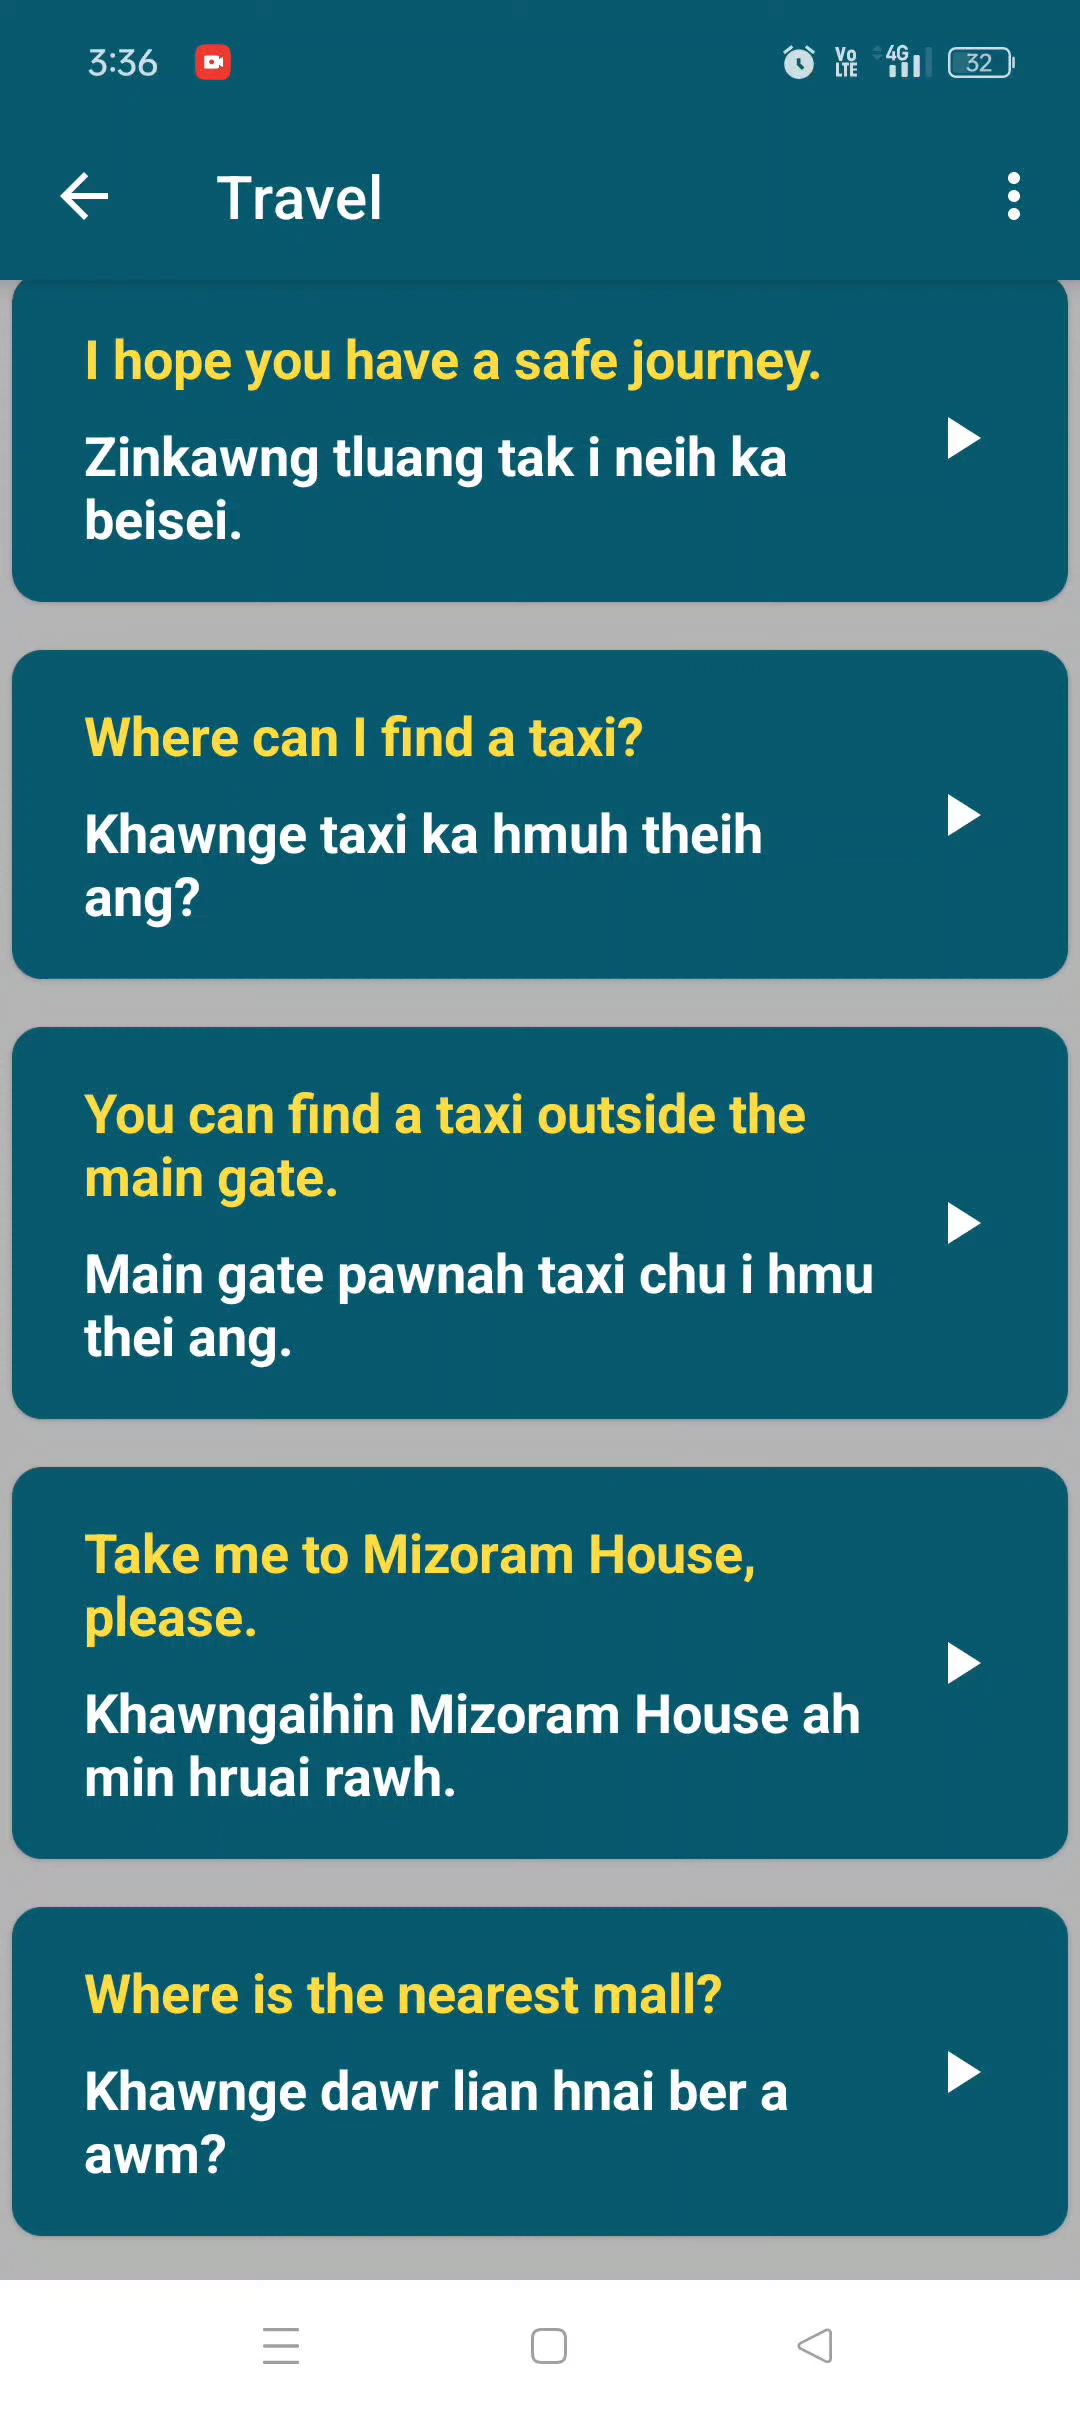 3:36
Vo LTE 4G 32
Travel
I hope you have a safe journey.
Zinkawng tluang tak i neih ka
beisei.
Where can I find a taxi?
Khawnge taxi ka hmuh theih
ang?
You can find a taxi outside the
main gate.
Main gate pawnah taxi chu i hmu
thei ang.
Take me to Mizoram House,
please.
Khawngaihin Mizoram House ah
min hruai rawh.
Where is the nearest mall?
Khawnge dawr lian hnai ber a
awm?